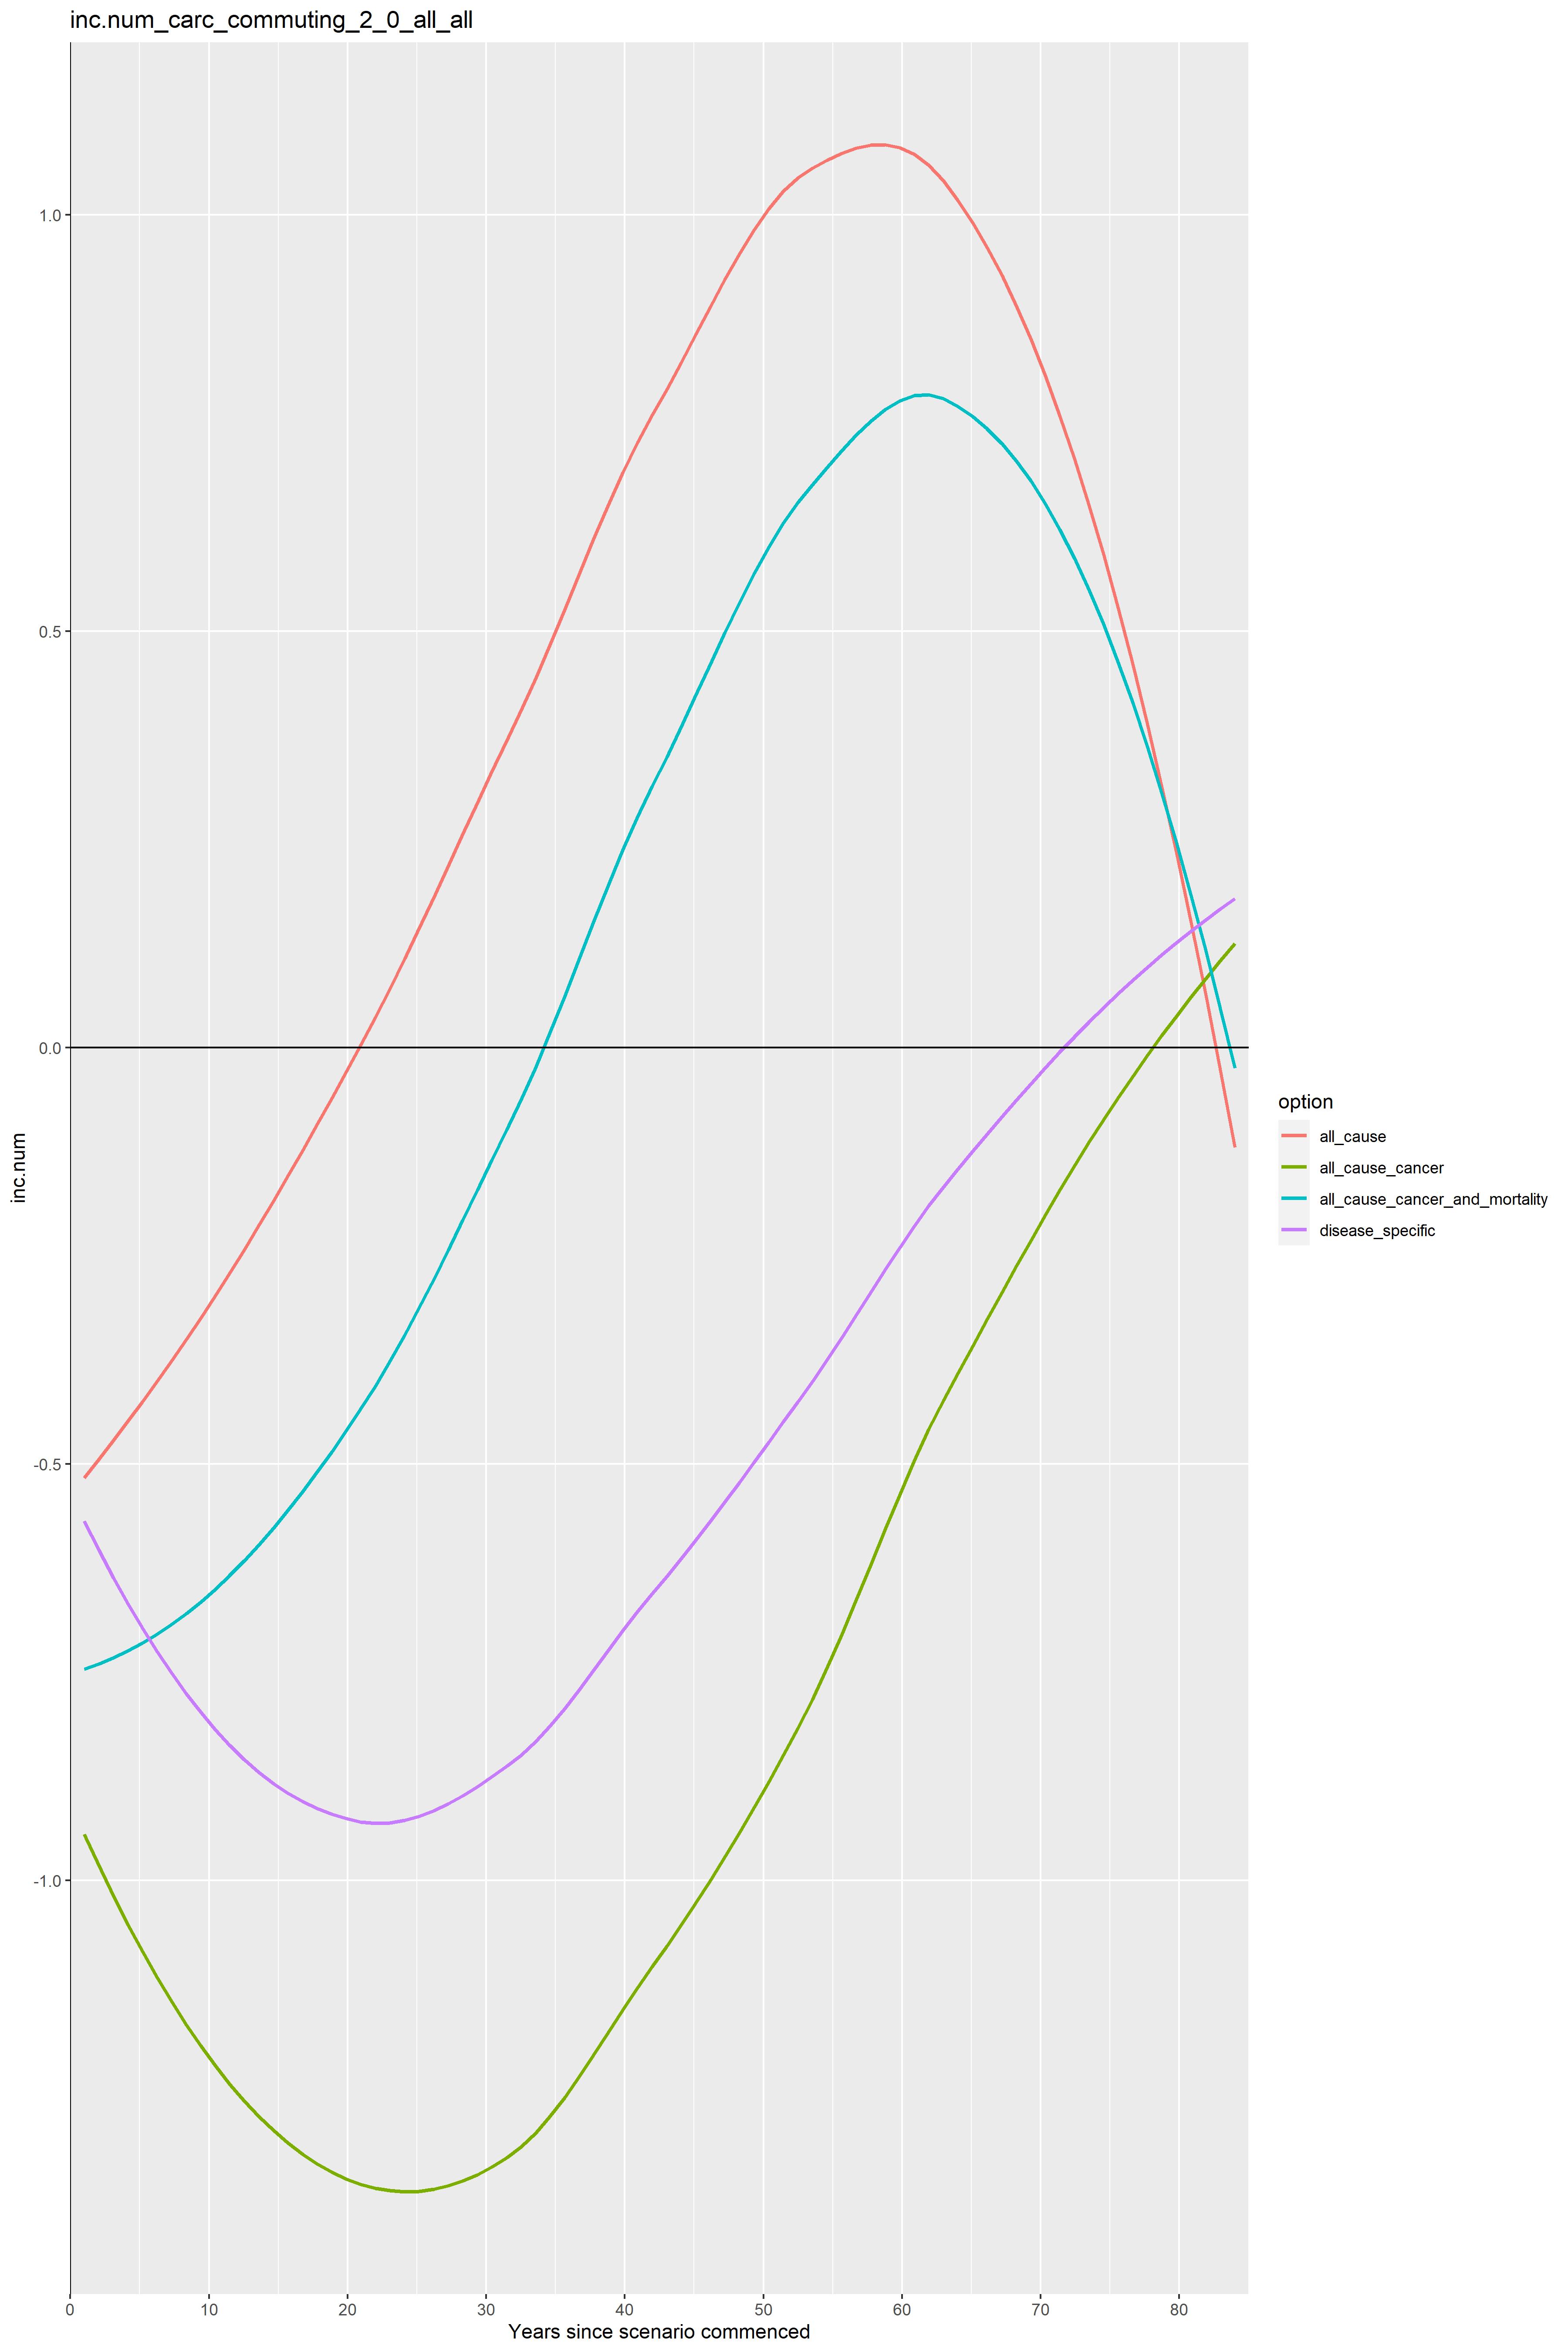 inc.num_carc_commuting_2_0_all_all
1.0
0.5
0.0
-0.5
-1.0
inc.num
0 10 20 30 40 50 60 70 80
Years since scenario commenced
option
all_cause
all_cause_cancer
all_cause_cancer_and_mortality
disease_specific